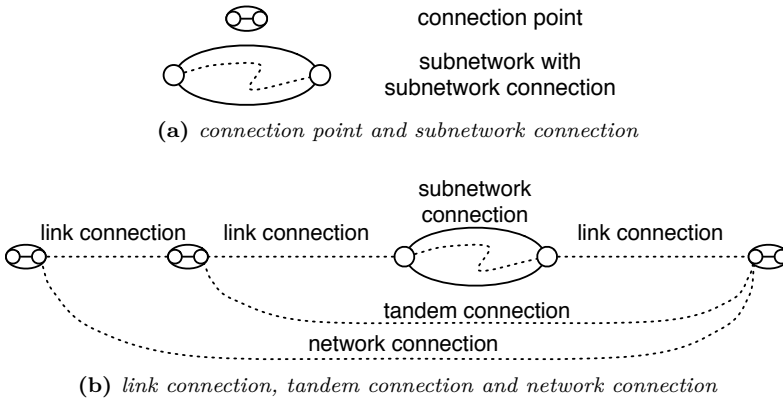 connection point
subnetwork with
subnetwork connection
(a) connection point and subnetwork connection
subnetwork
connection
link connection
link connection
link connection
tandem connection
network connection
(b) link connection, tandem connection and network connection